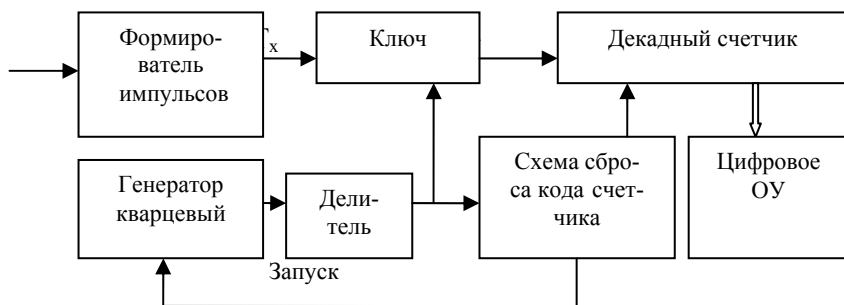 Формиро-
ватель
импульсов
x
Ключ
Декадный счетчик
Генератор
кварцевый
Дели-
тель
Схема сбро-
са кода счет-
чика
Цифровое
ОУ
Запуск